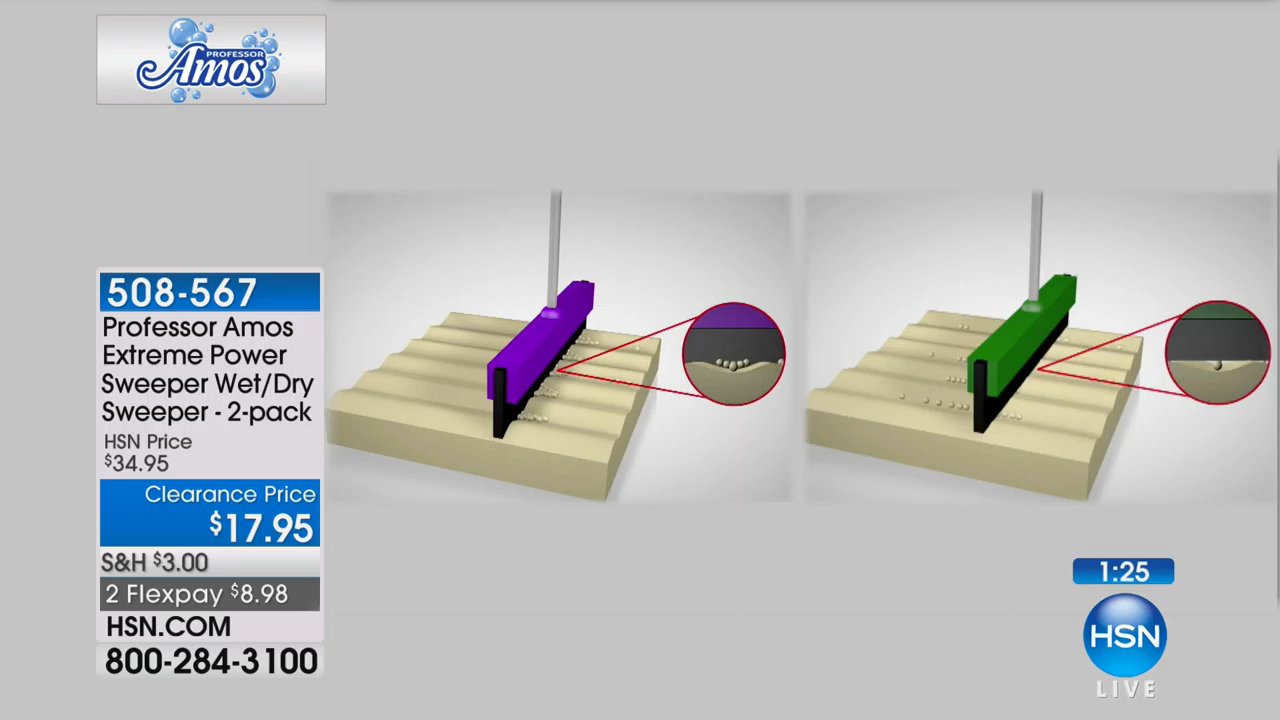 PROFESSOR
Amos
508-567
Professor Amos
Extreme Power
Sweeper Wet/Dry
Sweeper - 2-pack
HSN Price
$34.95
Clearance Price
$17.95
S&H $3.00
2 Flexpay $8.98
HSN.COM
800-284-3100
1:25
HSN
LIVE